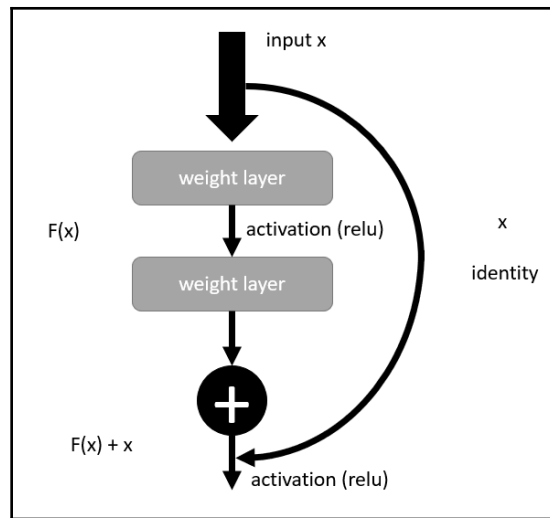 input x
weight layer
F(x)
activation (relu)
x
weight layer
identity
+
F(x) + x
activation (relu)